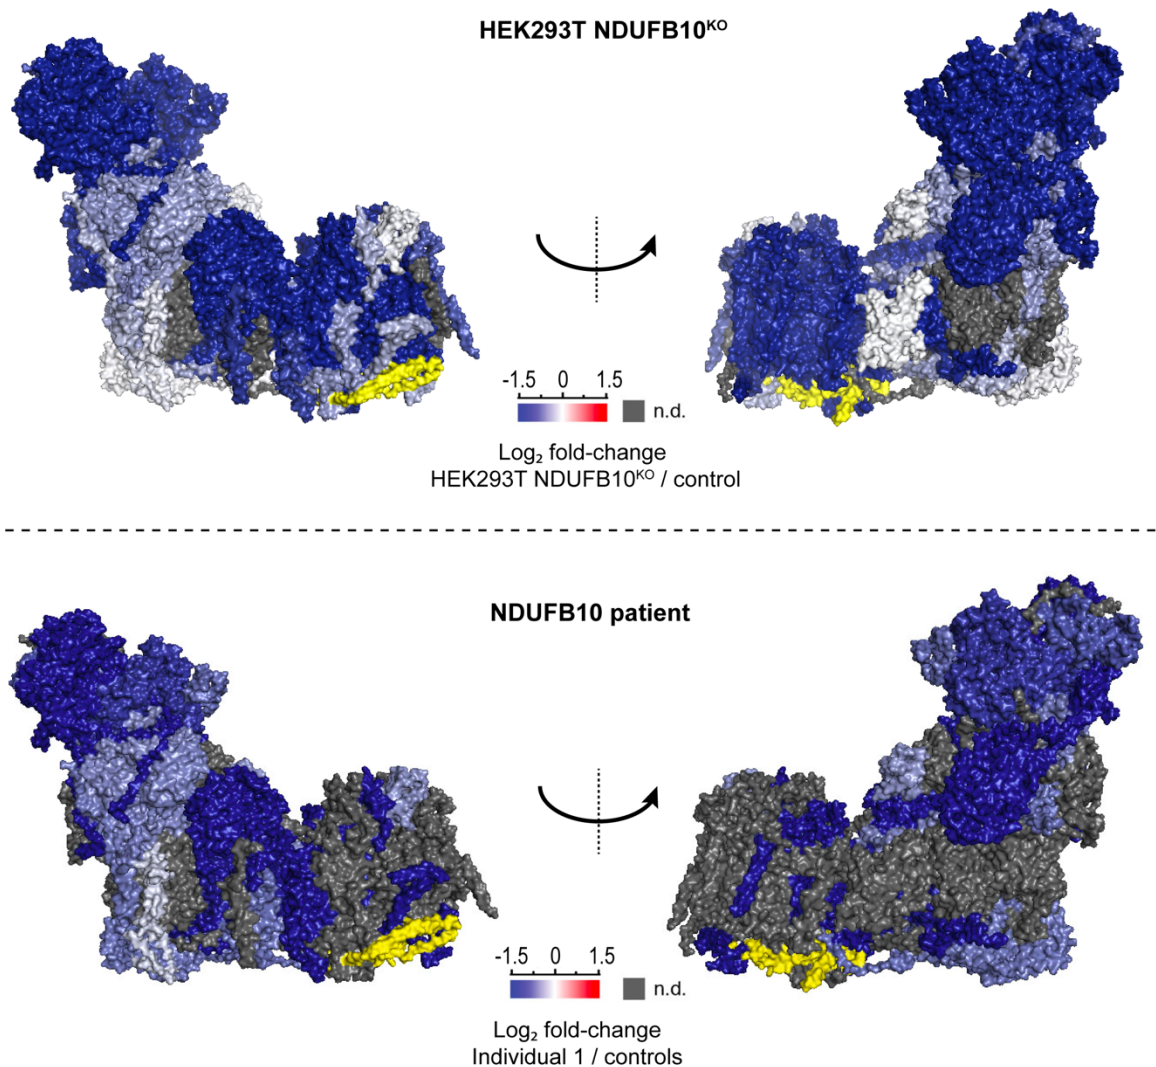 HEK293T NDUFB10ᴷᴼ
-1.5 0 1.5
n.d.
Log₂ fold-change
HEK293T NDUFB10ᴷᴼ / control
NDUFB10 patient
-1.5 0 1.5
n.d.
Log₂ fold-change
Individual 1 / controls